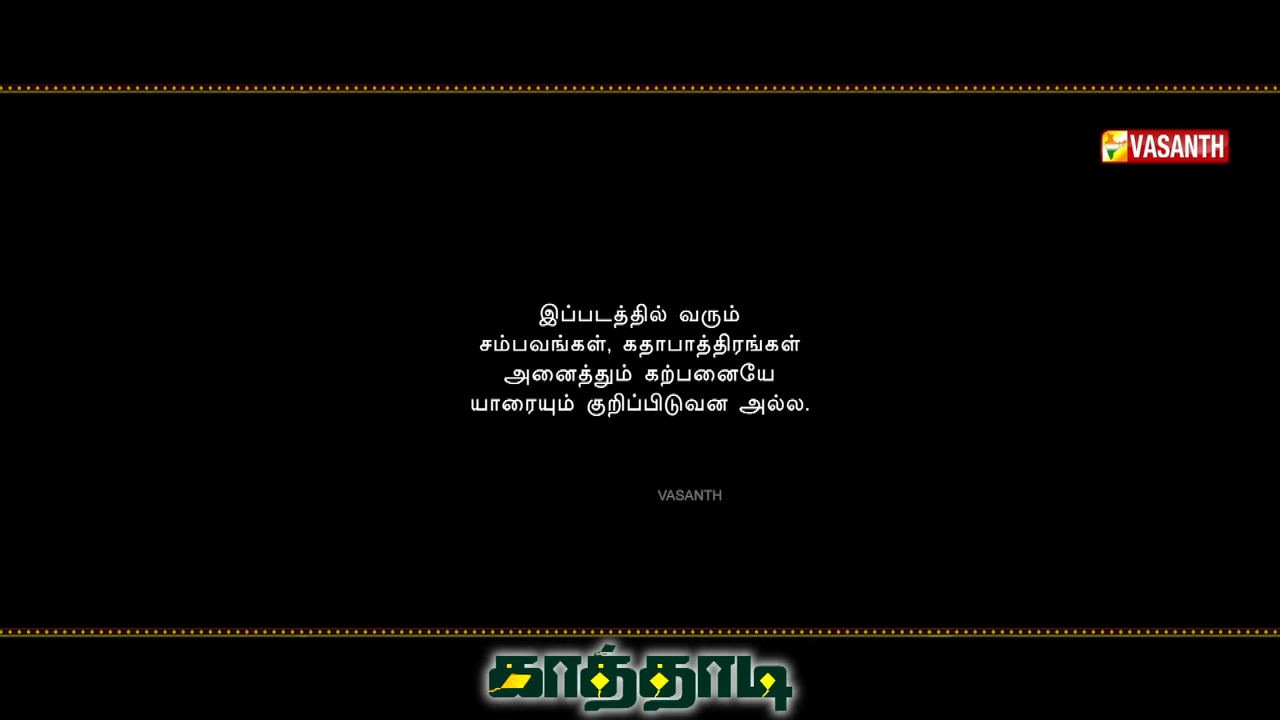 VASANTH
இப்படத்தில் வரும்
சம்பவங்கள், கதாபாத்திரங்கள்
அனைத்தும் கற்பனையே
யாரையும் குறிப்பிடுவன அல்ல.
VASANTH
காத்தாடி